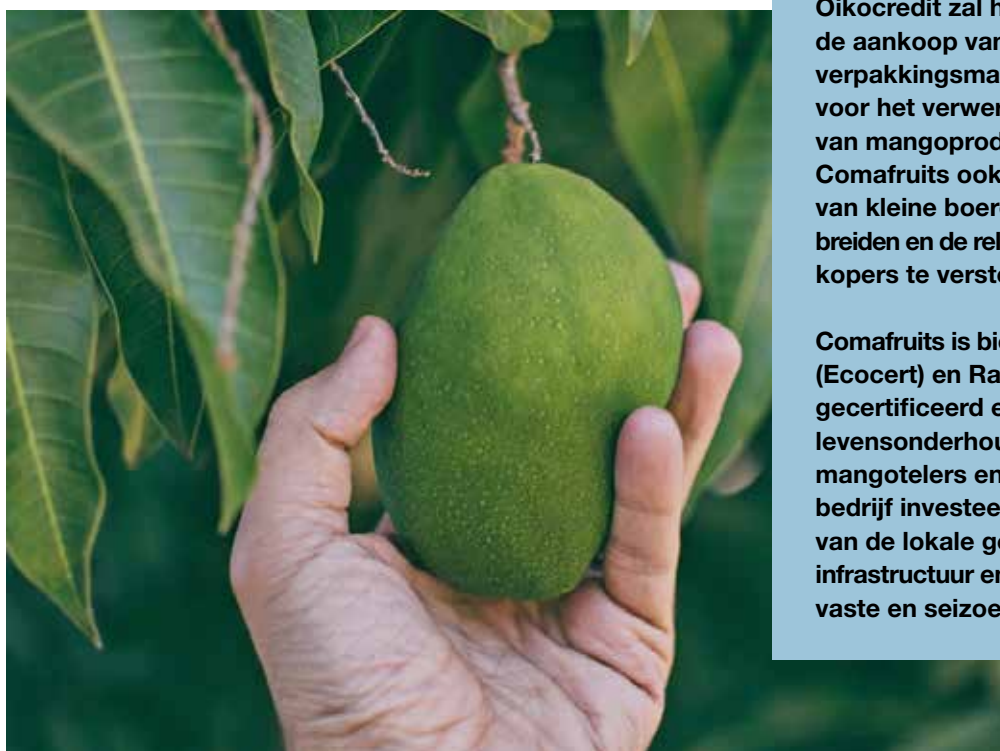 Oikocredit zal h
de aankoop van
verpakkingsma
voor het verwer
van mangoprod
Comafruits ook
van kleine boer
breiden en de rel
kopers te verste
Comafruits is bi
(Ecocert) en Ra
gecertificeerd e
levensonderhou
mangotelers en
bedrijf investee
van de lokale ge
infrastructuur en
vaste en seizoe